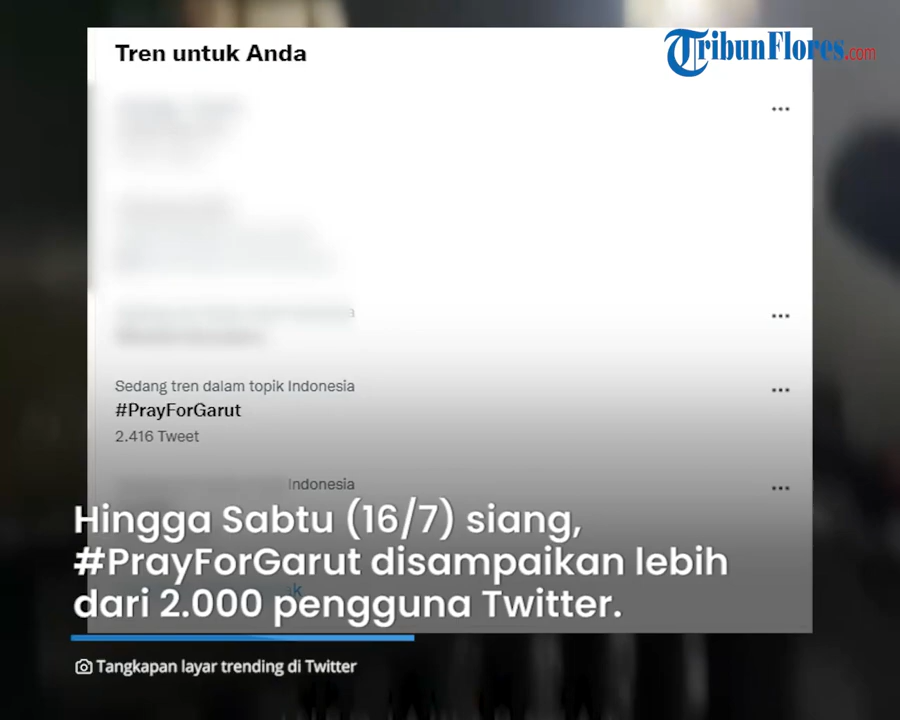 Tren untuk Anda
TribunFlores.com
Sedang tren dalam topik Indonesia
#PrayForGarut
2.416 Tweet
Indonesia
Hingga Sabtu (16/7) siang,
#PrayForGarut disampaikan lebih
dari 2.000 pengguna Twitter.
Tangkapan layar trending di Twitter